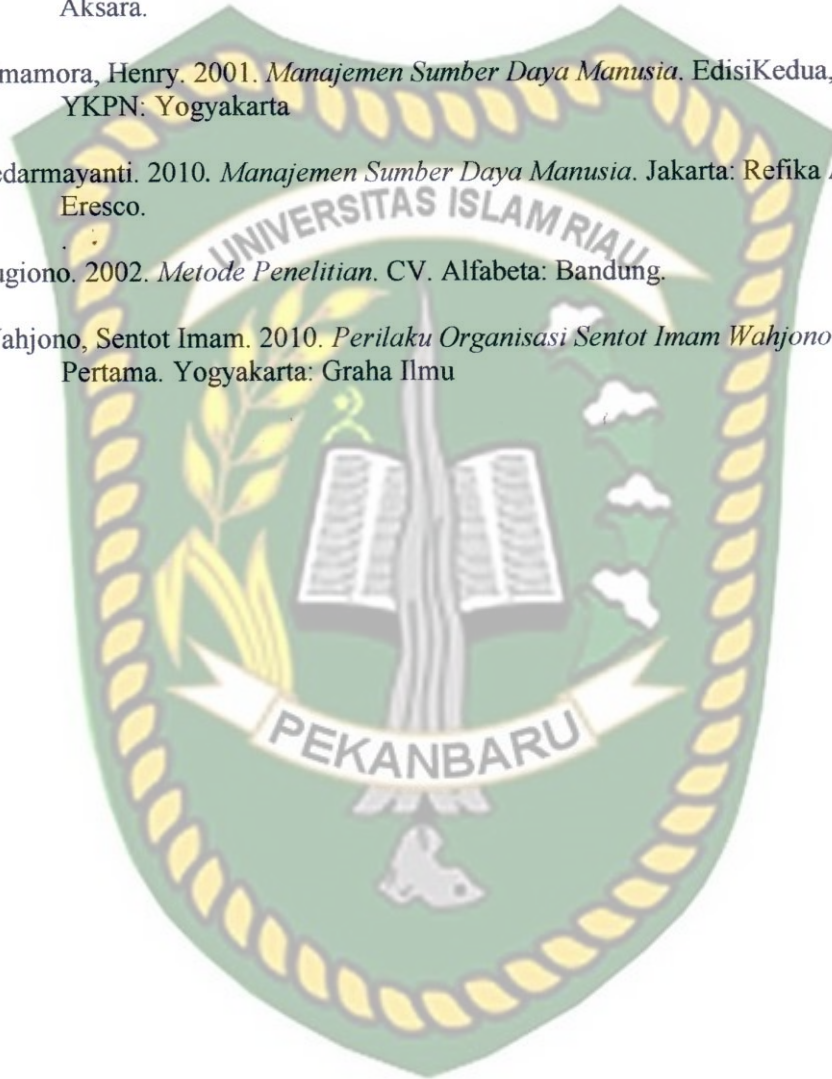 Aksara.
mamora, Henry. 2001. Manajemen Sumber Daya Manusia. EdisiKedua,
YKPN: Yogyakarta
edarmayanti. 2010. Manajemen Sumber Daya Manusia. Jakarta: Refika
Eresco.
ugiono. 2002. Metode Penelitian. CV. Alfabeta: Bandung.
Vahjono, Sentot Imam. 2010. Perilaku Organisasi Sentot Imam Wahjono
Pertama. Yogyakarta: Graha Ilmu
UNIVERSITAS ISLAM RIAU
PEKANBARU